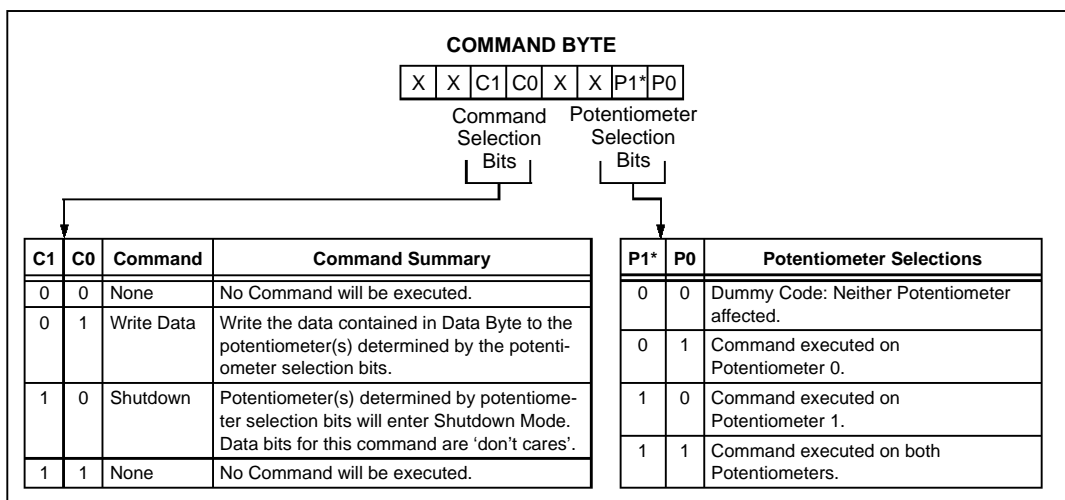 COMMAND BYTE
X X C1 C0 X X P1* P0
Command
Selection
Bits
Potentiometer
Selection
Bits
C1 C0 Command Command Summary
0 0 None No Command will be executed.
0 1 Write Data Write the data contained in Data Byte to the
potentiometer(s) determined by the potenti-
ometer selection bits.
1 0 Shutdown Potentiometer(s) determined by potentiome-
ter selection bits will enter Shutdown Mode.
Data bits for this command are ‘don’t cares’.
1 1 None No Command will be executed.
P1* P0 Potentiometer Selections
0 0 Dummy Code: Neither Potentiometer
affected.
0 1 Command executed on
Potentiometer 0.
1 0 Command executed on
Potentiometer 1.
1 1 Command executed on both
Potentiometers.